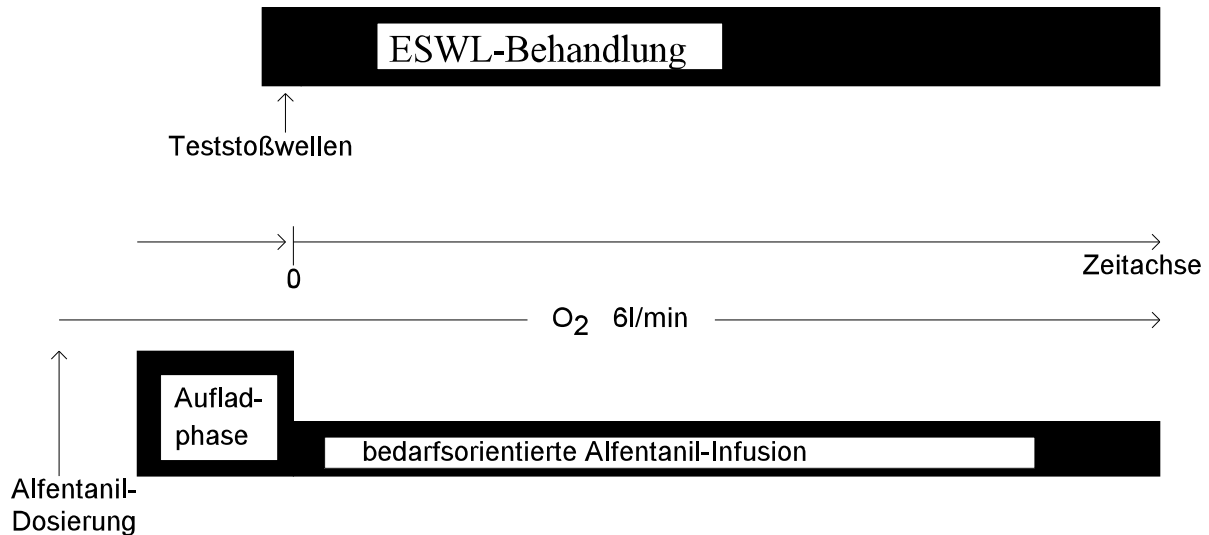 ESWL-Behandlung
Teststoßwellen
0
Zeitachse
O₂ 6l/min
Auflad-
phase
bedarfsorientierte Alfentanil-Infusion
Alfentanil-
Dosierung